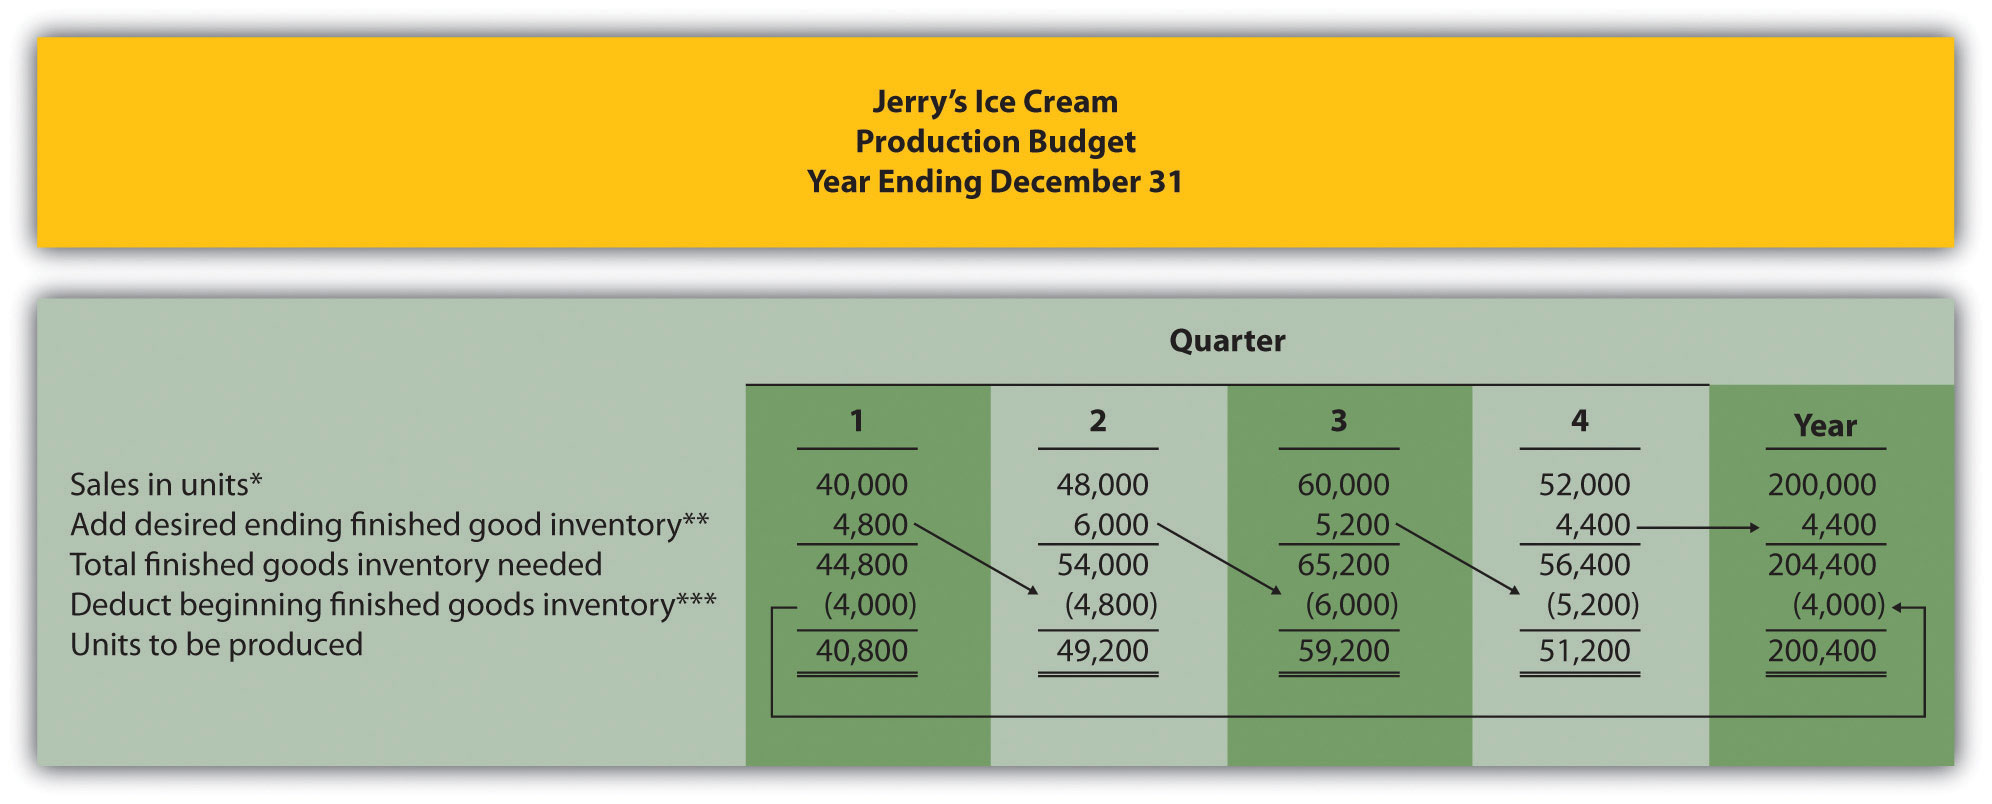 Jerry’s Ice Cream
Production Budget
Year Ending December 31
Quarter
1 2 3 4 Year
Sales in units* 40,000 48,000 60,000 52,000 200,000
Add desired ending finished good inventory** 4,800 6,000 5,200 4,400 4,400
Total finished goods inventory needed 44,800 54,000 65,200 56,400 204,400
Deduct beginning finished goods inventory*** (4,000) (4,800) (6,000) (5,200) (4,000)
Units to be produced 40,800 49,200 59,200 51,200 200,400